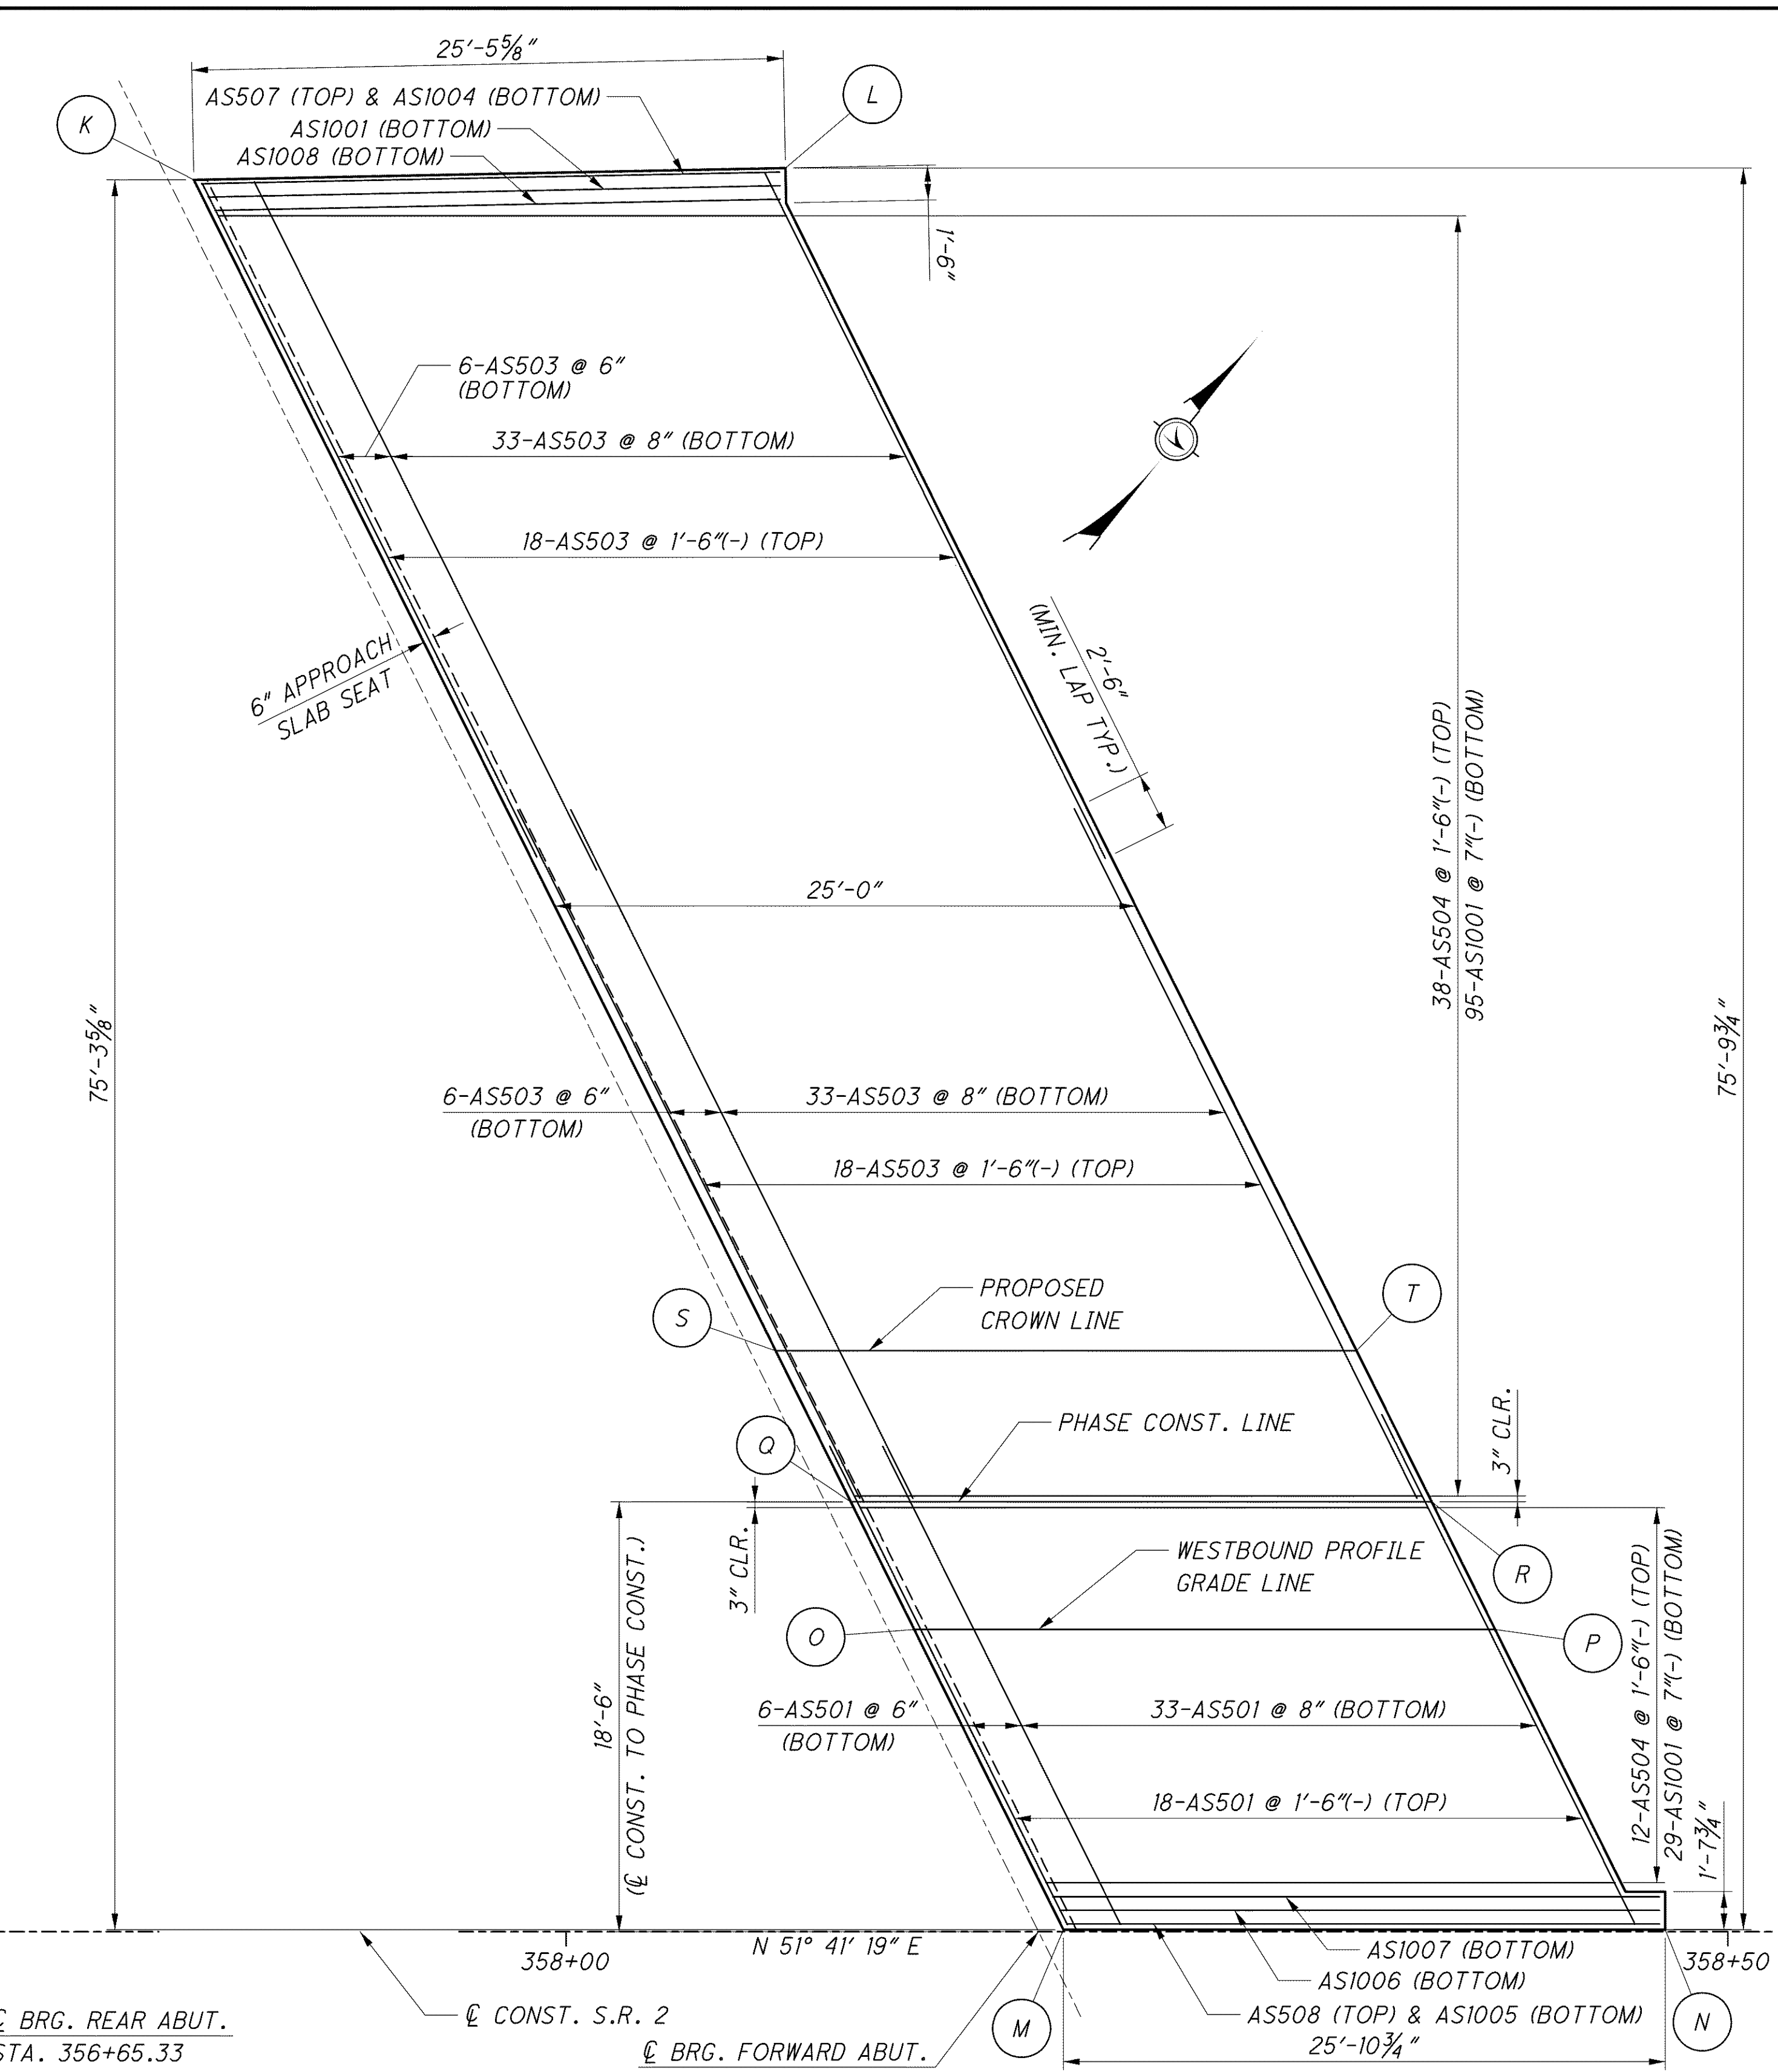 25'-5⅝"
AS507 (TOP) & AS1004 (BOTTOM)
AS1001 (BOTTOM)
AS1008 (BOTTOM)
K
L
1'-6"
6-AS503 @ 6"
(BOTTOM)
33-AS503 @ 8" (BOTTOM)
18-AS503 @ 1'-6"(-) (TOP)
6" APPROACH
SLAB SEAT
2'-6"
(MIN. LAP TYP.)
38-AS504 @ 1'-6"(-) (TOP)
95-AS1001 @ 7"(-) (BOTTOM)
25'-0"
75'-3⅝"
75'-9¾"
6-AS503 @ 6"
(BOTTOM)
33-AS503 @ 8" (BOTTOM)
18-AS503 @ 1'-6"(-) (TOP)
PROPOSED
CROWN LINE
S
T
PHASE CONST. LINE
Q
3" CLR.
3" CLR.
R
WESTBOUND PROFILE
GRADE LINE
O
P
18'-6"
(℄ CONST. TO PHASE CONST.)
6-AS501 @ 6"
(BOTTOM)
33-AS501 @ 8" (BOTTOM)
18-AS501 @ 1'-6"(-) (TOP)
12-AS504 @ 1'-6"(-) (TOP)
29-AS1001 @ 7"(-) (BOTTOM)
1'-7¾"
358+00
N 51° 41' 19" E
358+50
AS1007 (BOTTOM)
AS1006 (BOTTOM)
AS508 (TOP) & AS1005 (BOTTOM)
25'-10¾"
M
N
℄ CONST. S.R. 2
℄ BRG. FORWARD ABUT.
℄ BRG. REAR ABUT.
STA. 356+65.33